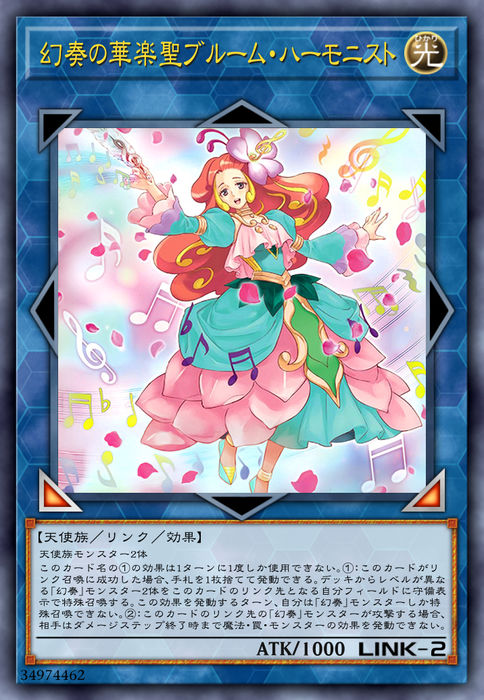 幻奏の華楽聖ブルーム・ハーモニスト
ひかり
光
【天使族／リンク／効果】
天使族モンスター2体
このカード名の①の効果は1ターンに1度しか使用できない。①:このカードがリ
ンク召喚に成功した場合、手札を1枚捨てて発動できる。デッキからレベルが異な
る「幻奏」モンスター2体をこのカードのリンク先となる自分フィールドに守備表
示で特殊召喚する。この効果を発動するターン、自分は「幻奏」モンスターしか特
殊召喚できない。②:このカードのリンク先の「幻奏」モンスターが攻撃する場合、
相手はダメージステップ終了時まで魔法・罠・モンスターの効果を発動できない。
ATK/1000 LINK-2
34974462